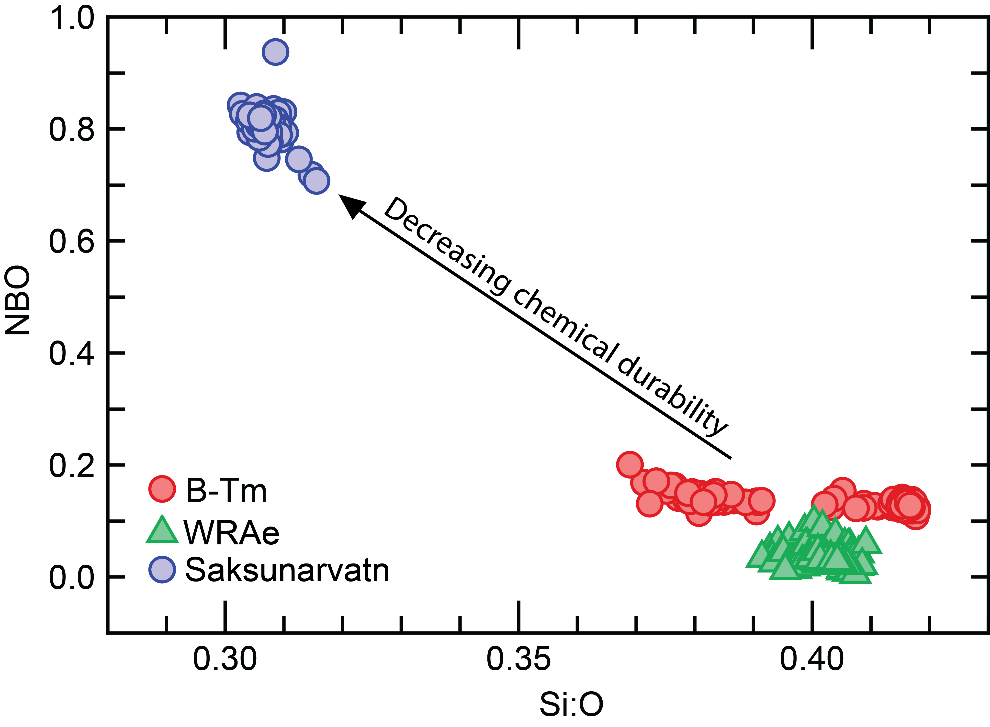 1.0
0.8
0.6
0.4
0.2
0.0
NBO
Decreasing chemical durability
B-Tm
WRAe
Saksunarvatn
0.30 0.35 0.40
Si:O